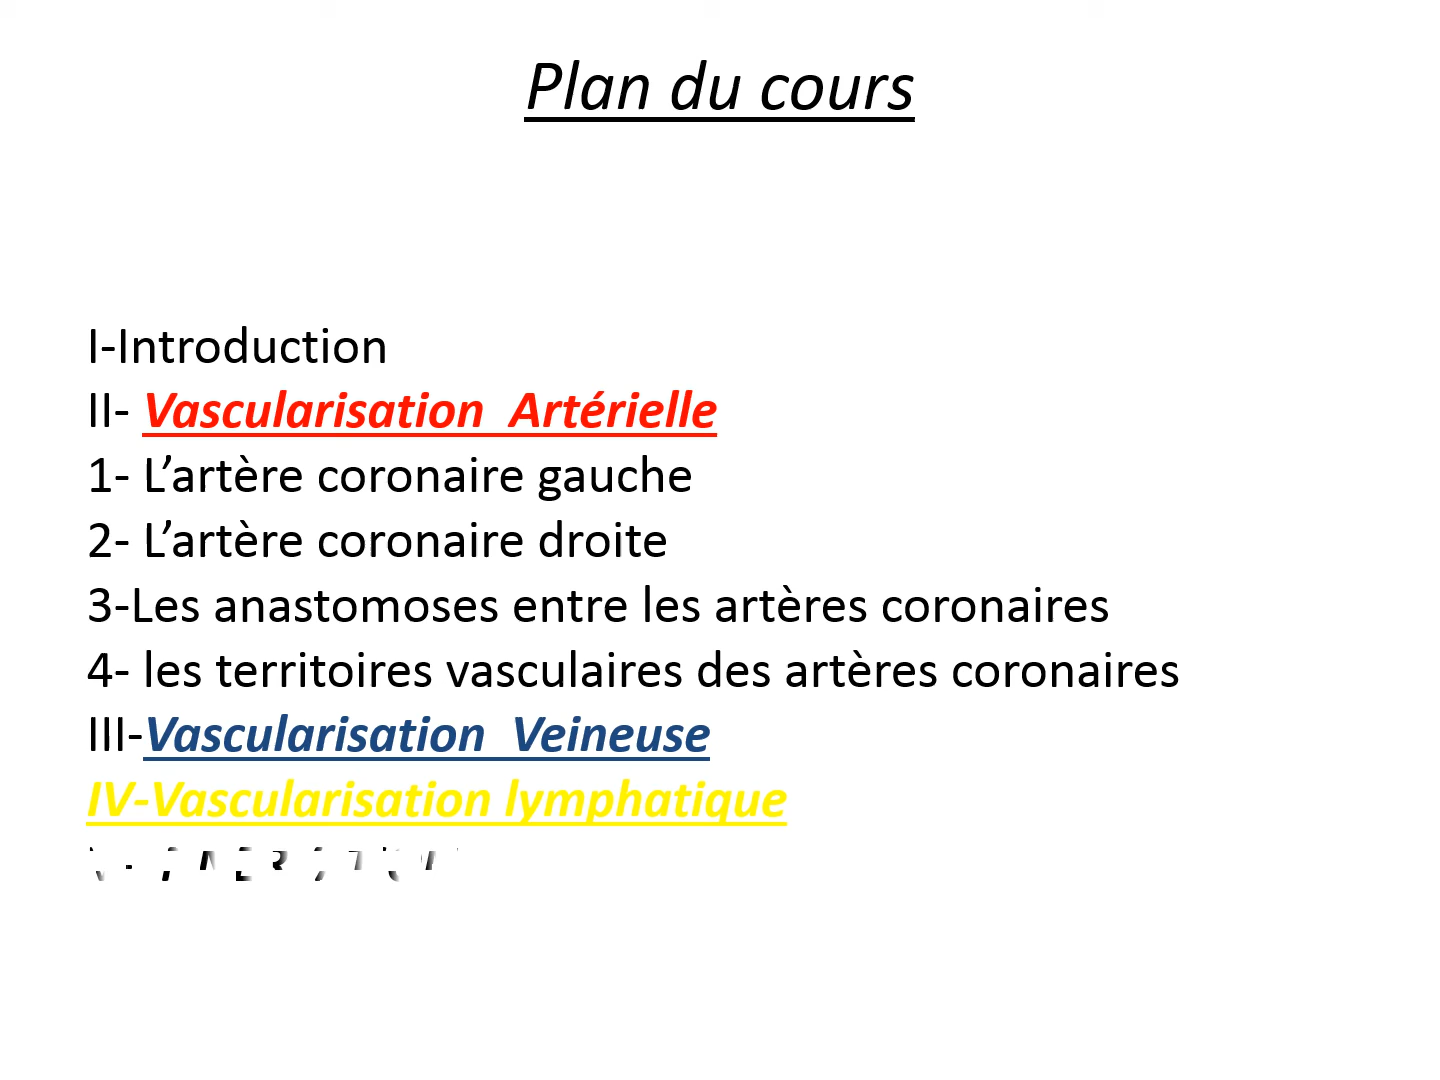 Plan du cours
I-Introduction
II- Vascularisation Artérielle
1- L’artère coronaire gauche
2- L’artère coronaire droite
3-Les anastomoses entre les artères coronaires
4- les territoires vasculaires des artères coronaires
III-Vascularisation Veineuse
IV-Vascularisation lymphatique